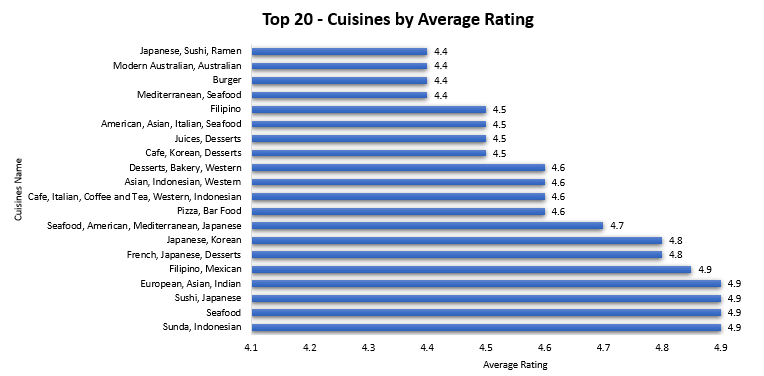 Top 20 - Cuisines by Average Rating
Japanese, Sushi, Ramen 4.4
Modern Australian, Australian 4.4
Burger 4.4
Mediterranean, Seafood 4.4
Filipino 4.5
American, Asian, Italian, Seafood 4.5
Juices, Desserts 4.5
Cafe, Korean, Desserts 4.5
Desserts, Bakery, Western 4.6
Asian, Indonesian, Western 4.6
Cafe, Italian, Coffee and Tea, Western, Indonesian 4.6
Pizza, Bar Food 4.6
Seafood, American, Mediterranean, Japanese 4.7
Japanese, Korean 4.8
French, Japanese, Desserts 4.8
Filipino, Mexican 4.9
European, Asian, Indian 4.9
Sushi, Japanese 4.9
Seafood 4.9
Sunda, Indonesian 4.9
Cuisines Name
4.1 4.2 4.3 4.4 4.5 4.6 4.7 4.8 4.9
Average Rating